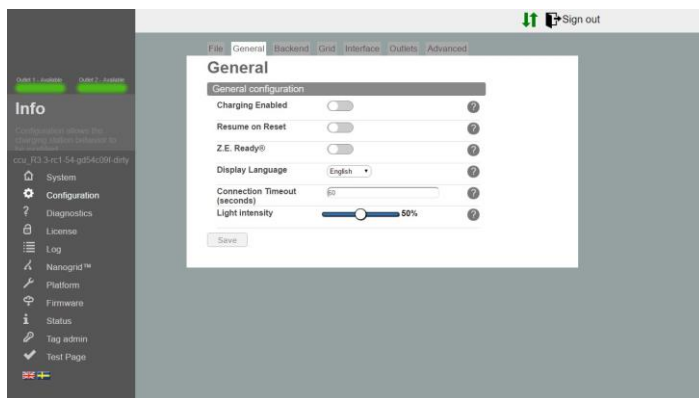 Sign out
File General Backend Grid Interface Outlets Advanced
General
General configuration
Charging Enabled
Resume on Reset
Z.E. Ready®
Display Language English
Connection Timeout
(seconds) 60
Light intensity 50%
Save
Outlet 1 - Available Outlet 2 - Available
Info
Configuration allows the
charging station behavior to
be modified
ccu_R3.3-rc1-54-gd54c09f-dirty
System
Configuration
Diagnostics
License
Log
Nanogrid™
Platform
Firmware
Status
Tag admin
Test Page